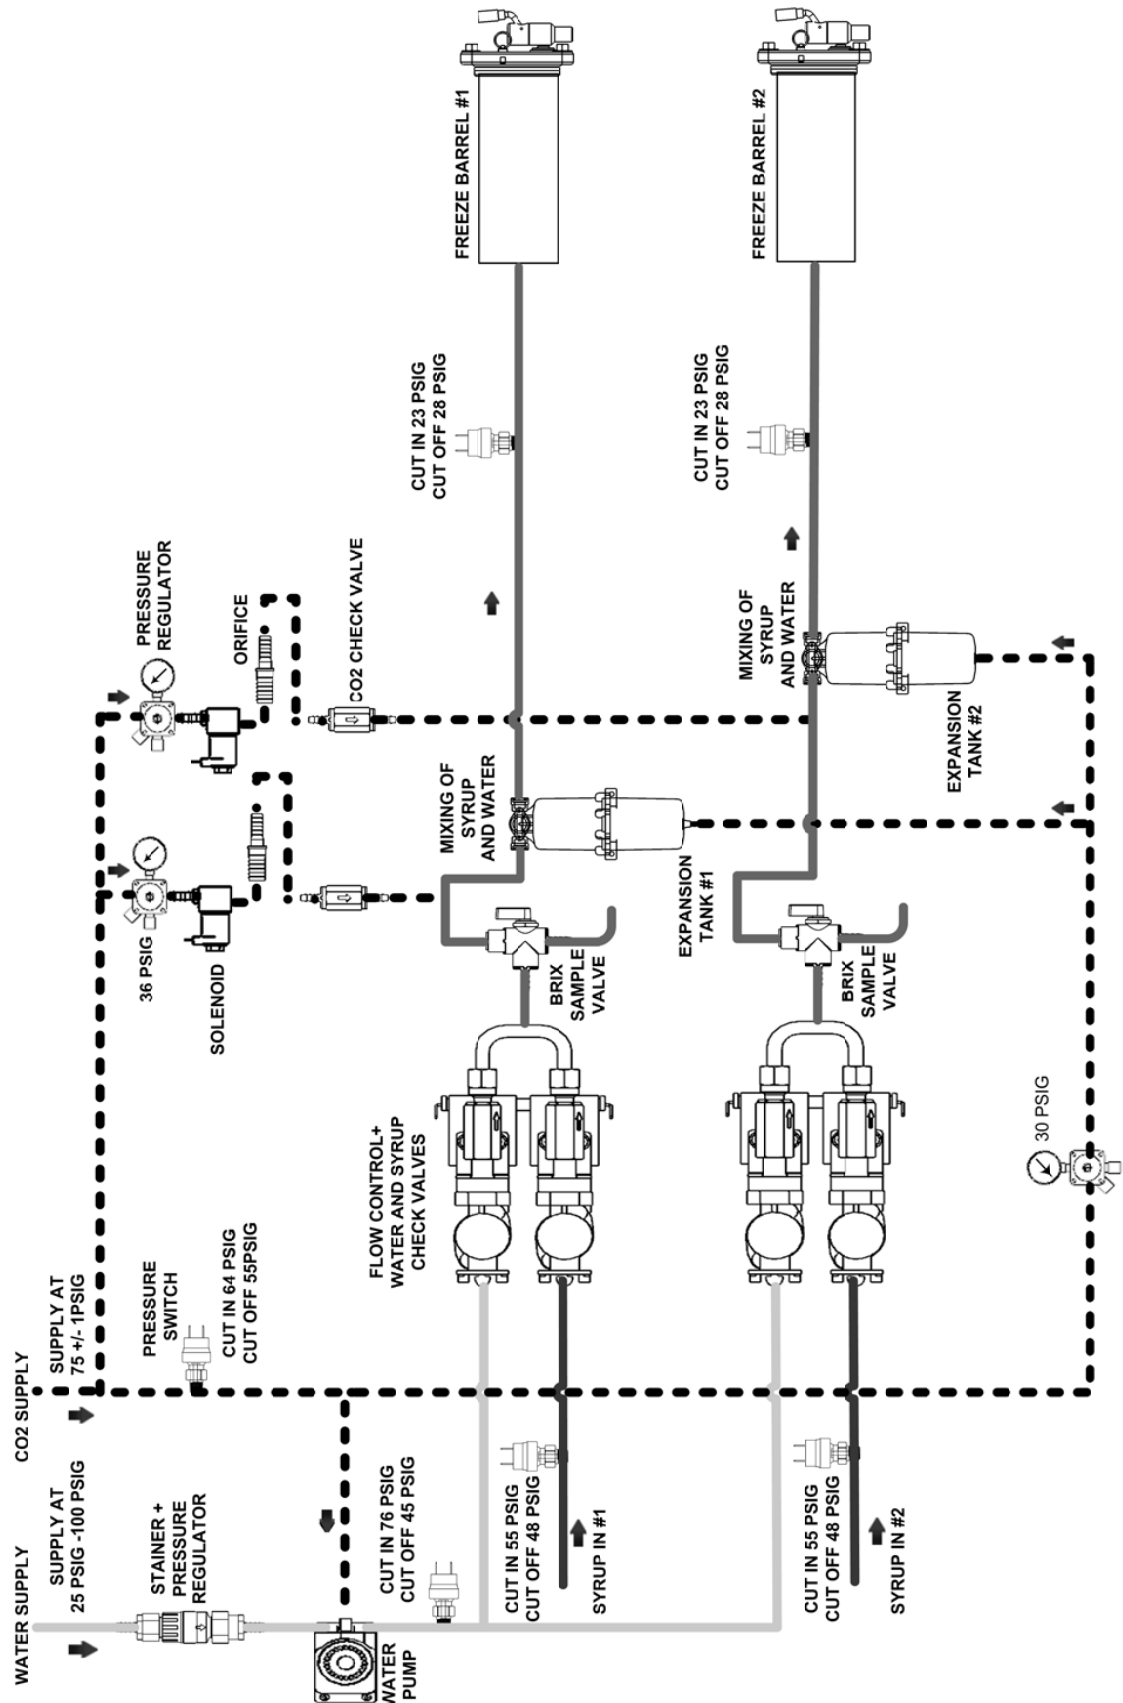 WATER SUPPLY
SUPPLY AT
25 PSIG -100 PSIG
STAINER +
PRESSURE
REGULATOR
WATER
PUMP
CUT IN 76 PSIG
CUT OFF 45 PSIG
CO2 SUPPLY
SUPPLY AT
75 +/- 1PSIG
PRESSURE
SWITCH
CUT IN 64 PSIG
CUT OFF 55PSIG
CUT IN 55 PSIG
CUT OFF 48 PSIG
SYRUP IN #1
CUT IN 55 PSIG
CUT OFF 48 PSIG
SYRUP IN #2
FLOW CONTROL+
WATER AND SYRUP
CHECK VALVES
30 PSIG
36 PSIG
SOLENOID
BRIX
SAMPLE
VALVE
BRIX
SAMPLE
VALVE
PRESSURE
REGULATOR
ORIFICE
CO2 CHECK VALVE
MIXING OF
SYRUP
AND WATER
EXPANSION
TANK #1
MIXING OF
SYRUP
AND WATER
EXPANSION
TANK #2
CUT IN 23 PSIG
CUT OFF 28 PSIG
CUT IN 23 PSIG
CUT OFF 28 PSIG
FREEZE BARREL #1
FREEZE BARREL #2